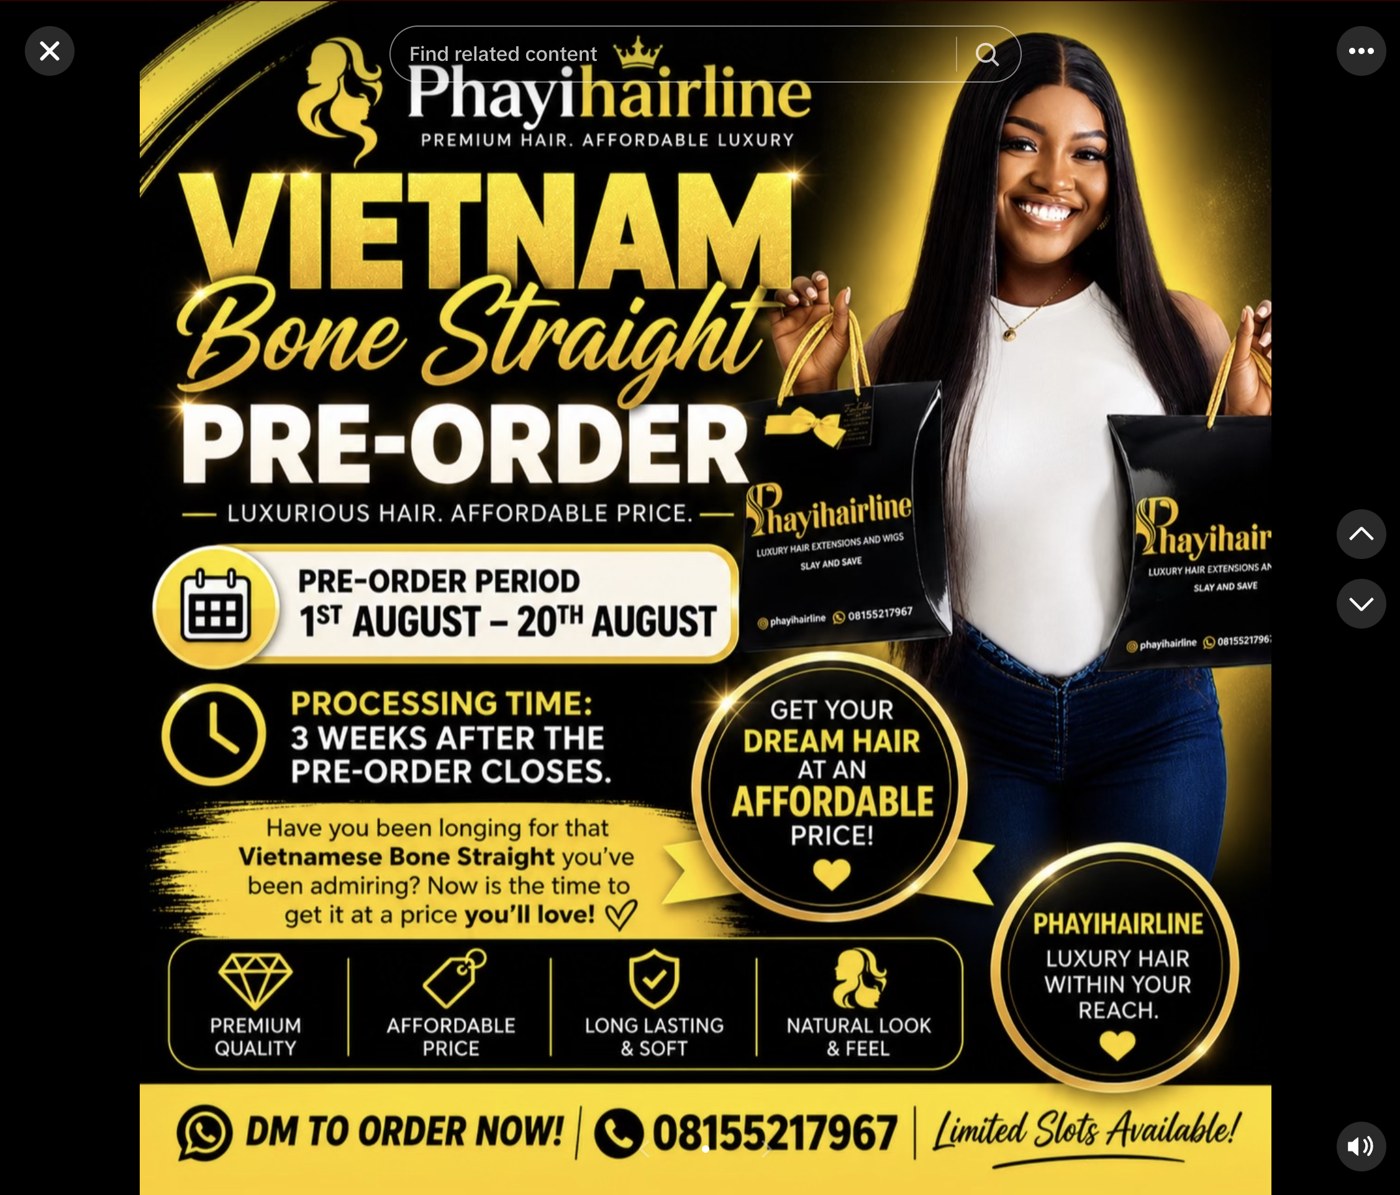 Find related content
Phayihairline
PREMIUM HAIR. AFFORDABLE LUXURY
VIETNAM
Bone Straight
PRE-ORDER
LUXURIOUS HAIR. AFFORDABLE PRICE.
PRE-ORDER PERIOD
1ST AUGUST – 20TH AUGUST
PROCESSING TIME:
3 WEEKS AFTER THE
PRE-ORDER CLOSES.
Have you been longing for that
Vietnamese Bone Straight you've
been admiring? Now is the time to
get it at a price you'll love!
Phayihairline
LUXURY HAIR EXTENSIONS AND WIGS
SLAY AND SAVE
phayihairline 08155217967
Phayihair
LUXURY HAIR EXTENSIONS AN
SLAY AND SAVE
phayihairline 0815521796
GET YOUR
DREAM HAIR
AT AN
AFFORDABLE
PRICE!
PHAYIHAIRLINE
LUXURY HAIR
WITHIN YOUR
REACH.
PREMIUM
QUALITY
AFFORDABLE
PRICE
LONG LASTING
& SOFT
NATURAL LOOK
& FEEL
DM TO ORDER NOW! 08155217967 Limited Slots Available!